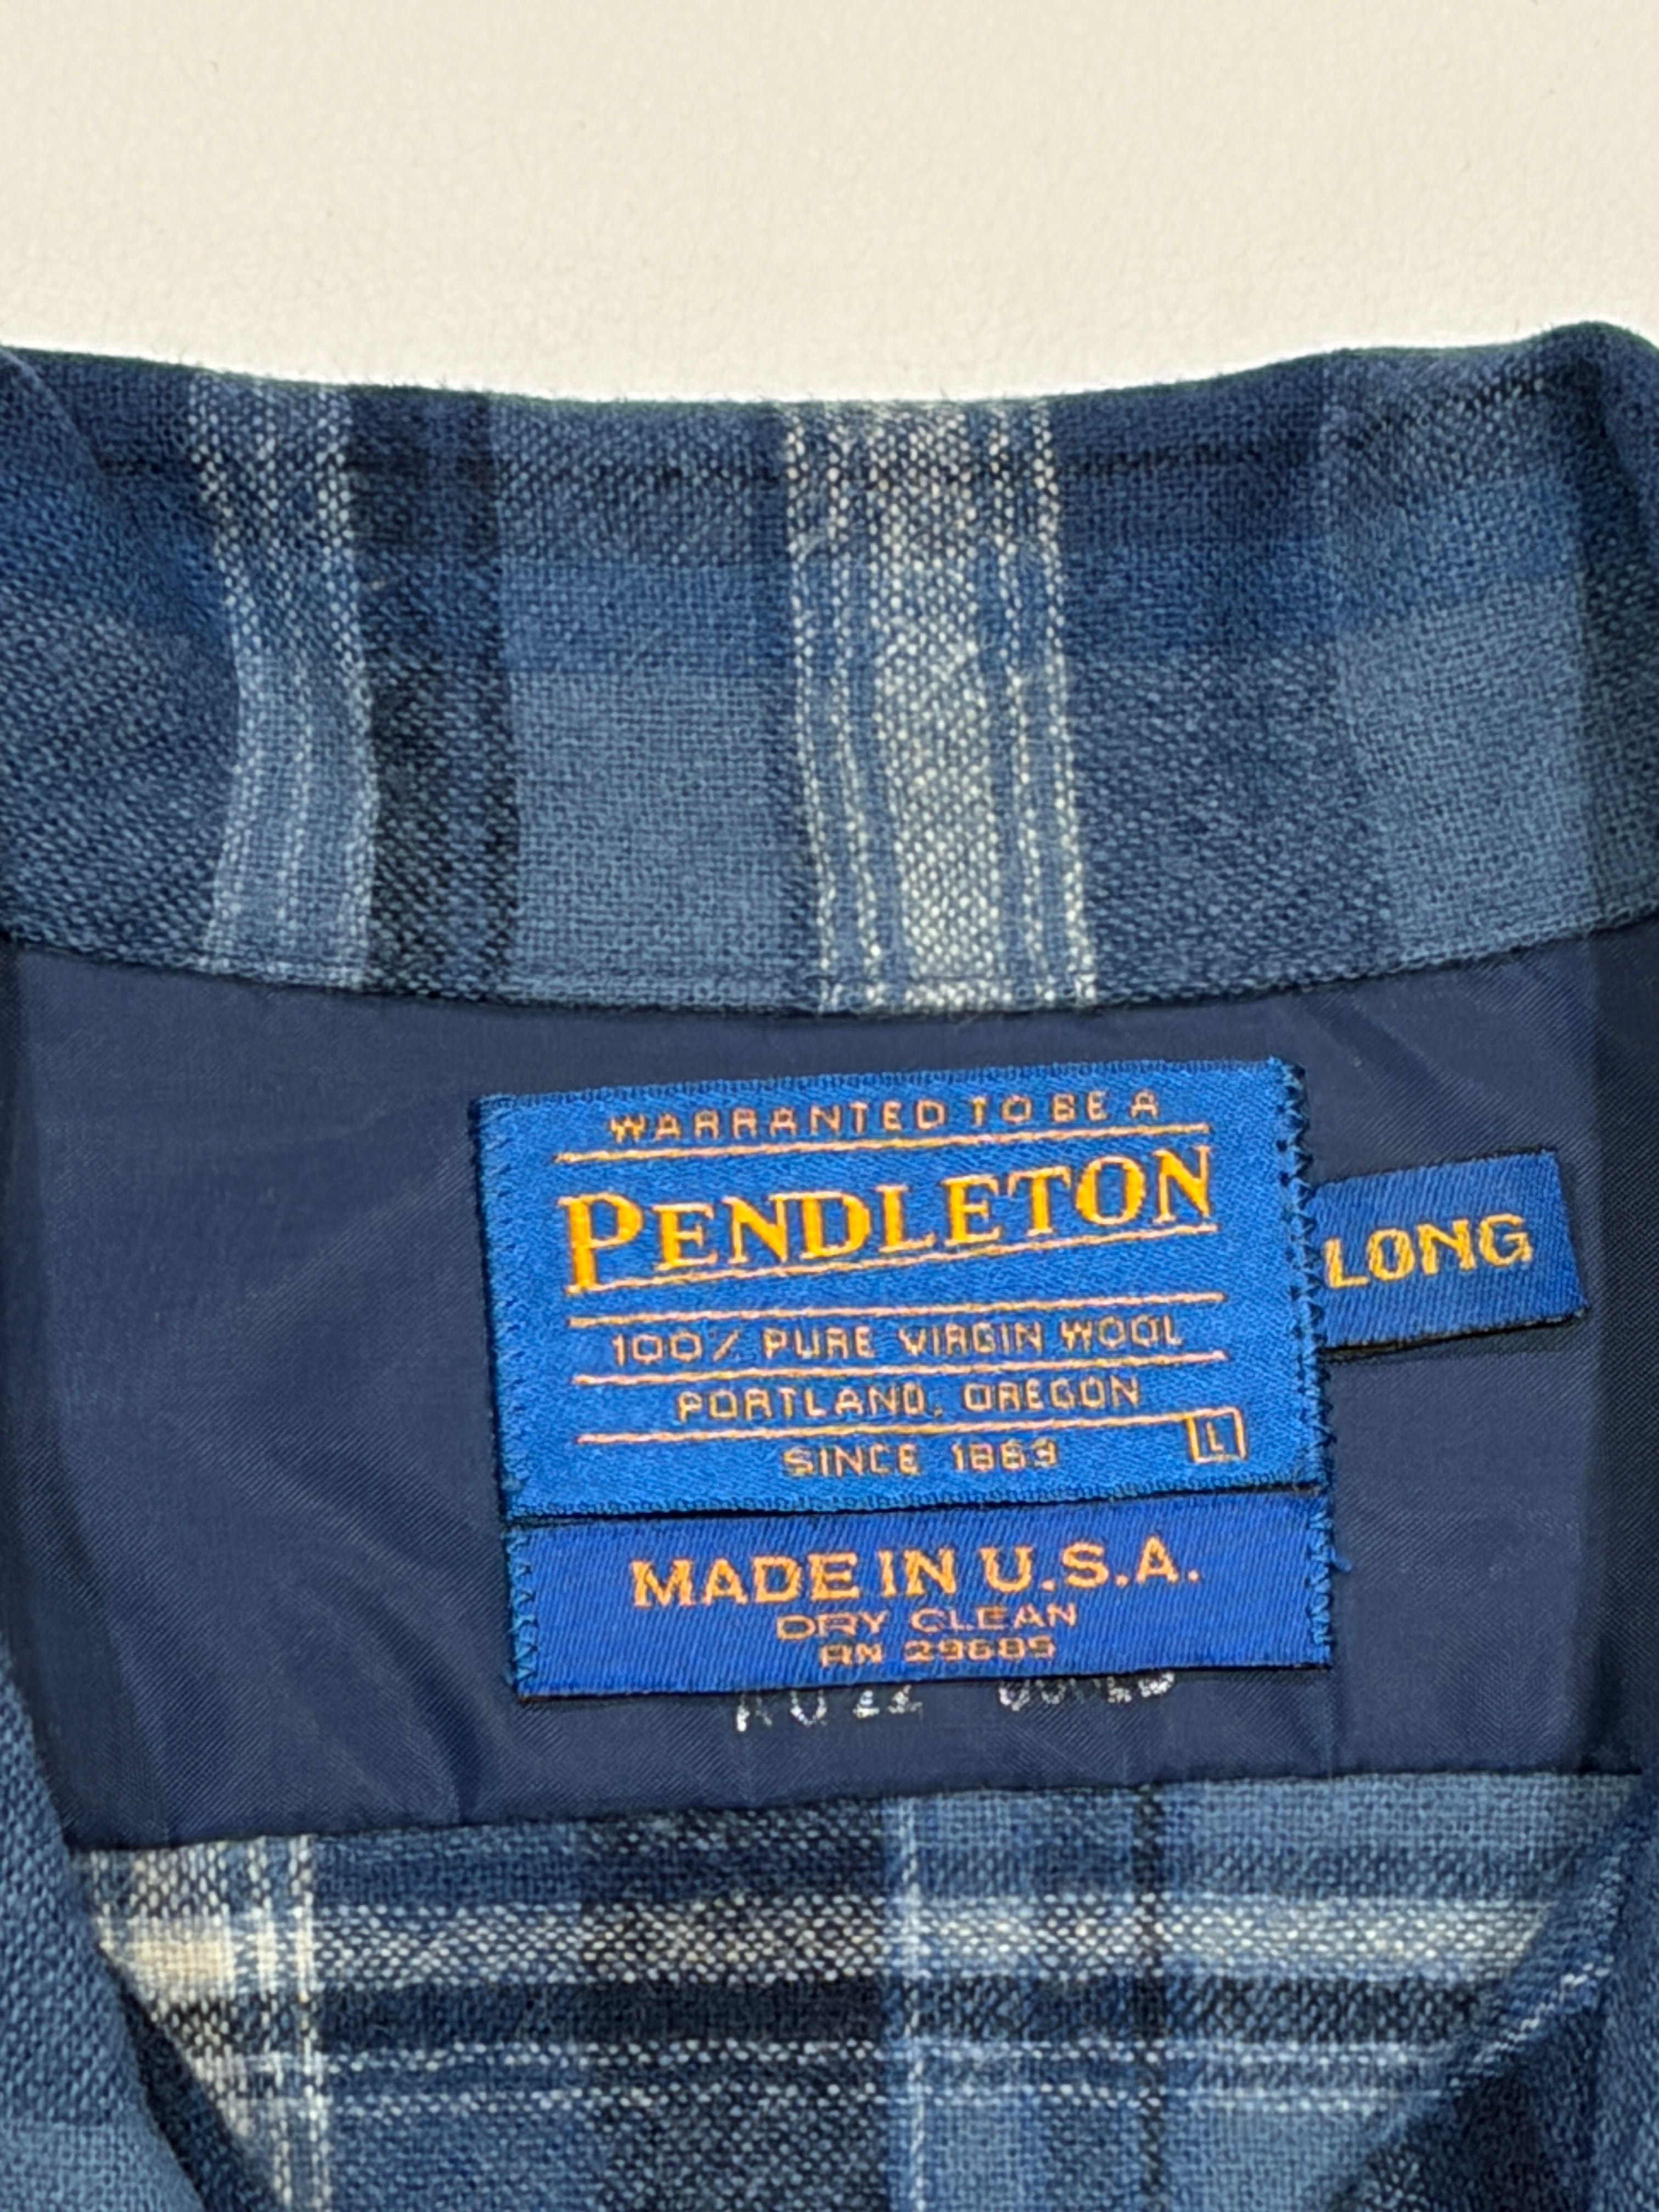 WARRANTED TO BE A
PENDLETON
LONG
100% PURE VIRGIN WOOL
PORTLAND, OREGON
SINCE 1863
L
MADE IN U.S.A.
DRY CLEAN
RN 29685